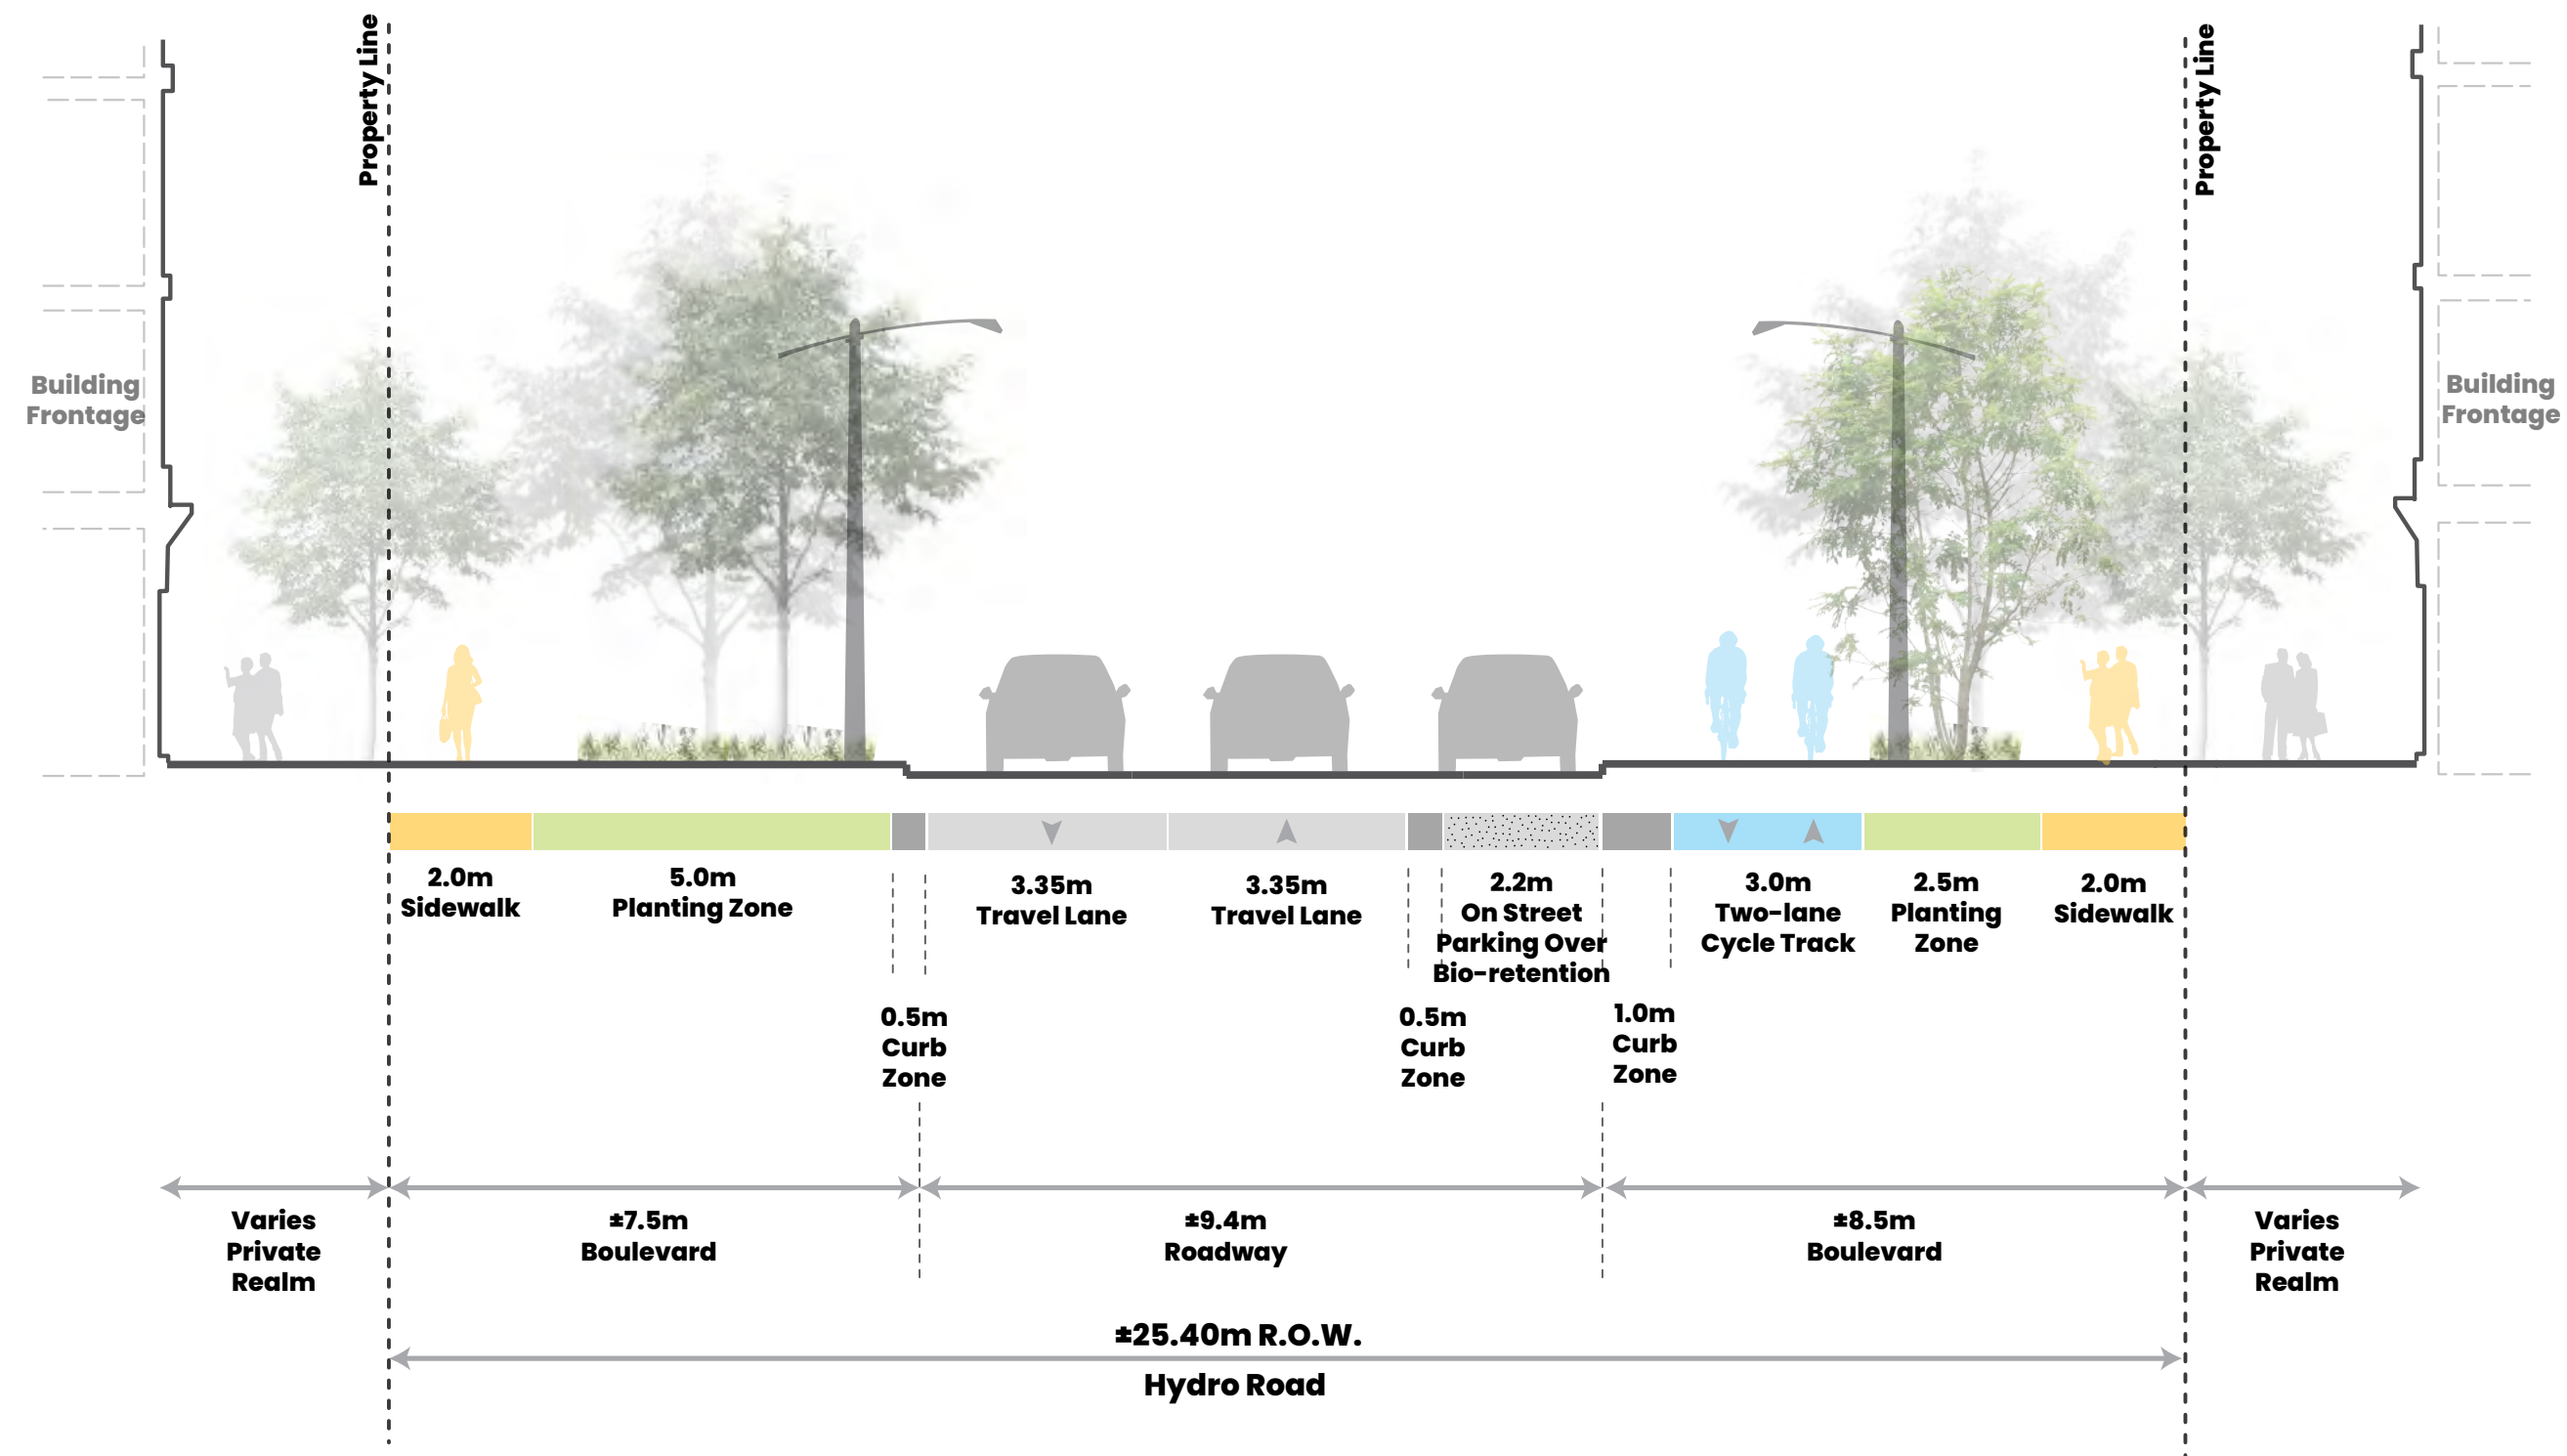 Property Line
Property Line
Building
Frontage
Building
Frontage
2.0m
Sidewalk
5.0m
Planting Zone
3.35m
Travel Lane
3.35m
Travel Lane
2.2m
On Street
Parking Over
Bio-retention
3.0m
Two-lane
Cycle Track
2.5m
Planting
Zone
2.0m
Sidewalk
0.5m
Curb
Zone
0.5m
Curb
Zone
1.0m
Curb
Zone
Varies
Private
Realm
±7.5m
Boulevard
±9.4m
Roadway
±8.5m
Boulevard
Varies
Private
Realm
±25.40m R.O.W.
Hydro Road